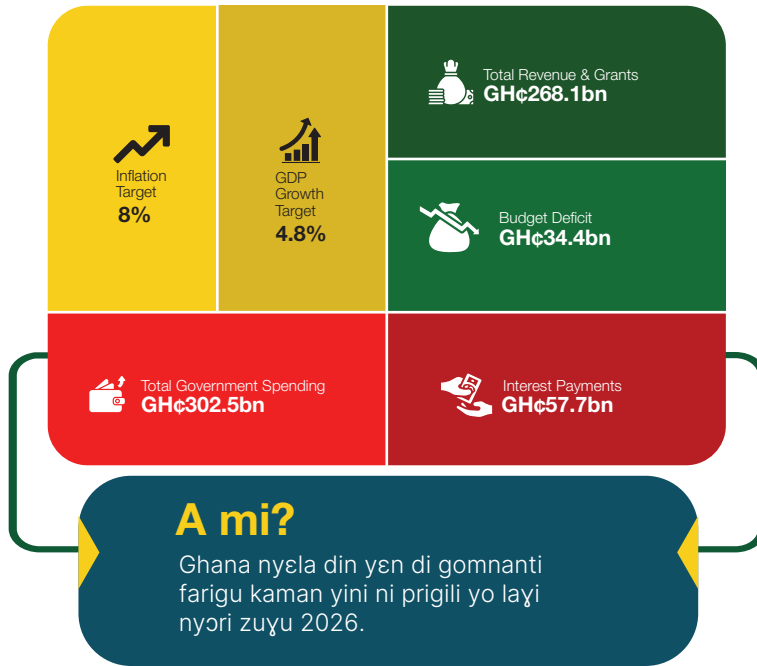 Inflation
Target
8%
GDP
Growth
Target
4.8%
Total Revenue & Grants
GH¢268.1bn
Budget Deficit
GH¢34.4bn
Total Government Spending
GH¢302.5bn
Interest Payments
GH¢57.7bn
A mi?
Ghana nyɛla din yɛn di gomnanti
farigu kaman yini ni prigili yo laɣi
nyɔri zuɣu 2026.